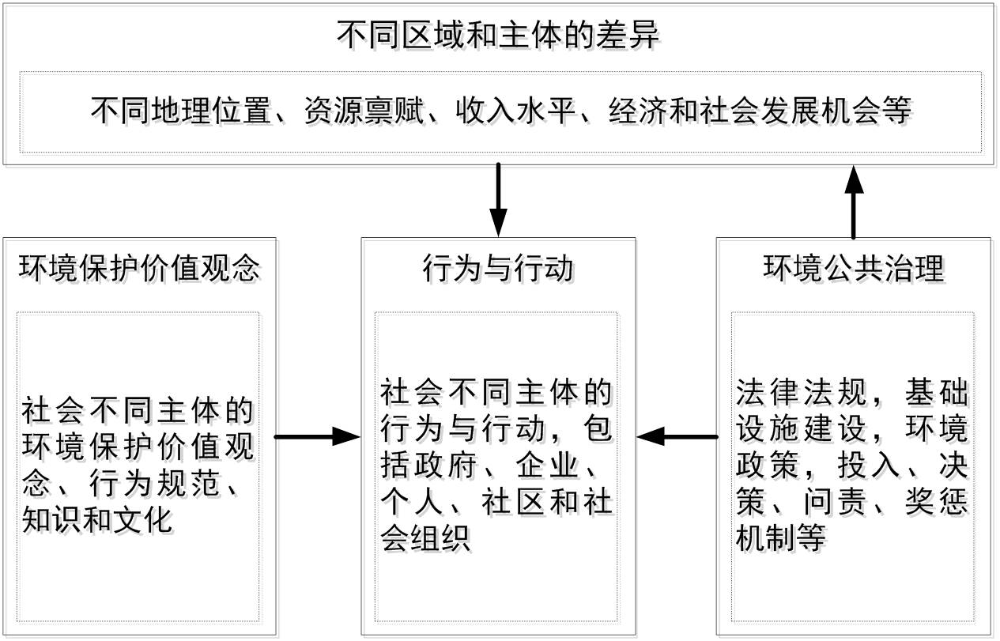 不同区域和主体的差异
不同地理位置、资源禀赋、收入水平、经济和社会发展机会等
环境保护价值观念
社会不同主体的
环境保护价值观
念、行为规范、
知识和文化
行为与行动
社会不同主体的
行为与行动，包
括政府、企业、
个人、社区和社
会组织
环境公共治理
法律法规，基础
设施建设，环境
政策，投入、决
策、问责、奖惩
机制等